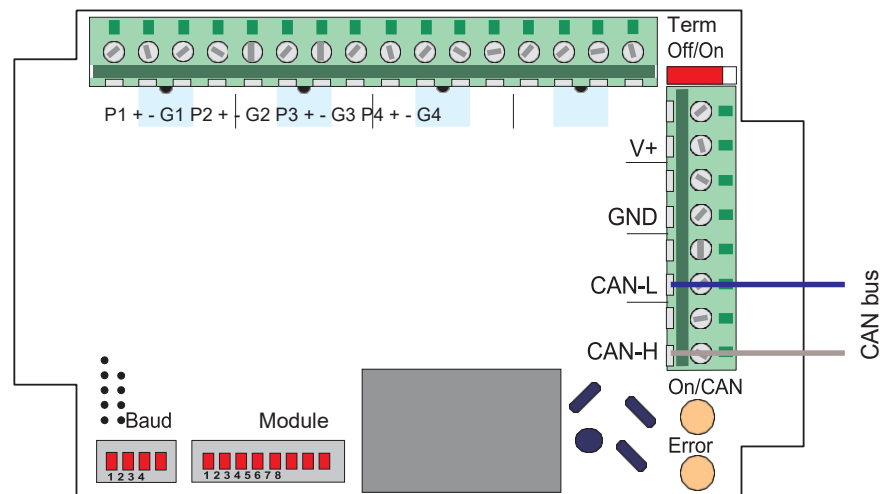 Term
Off/On
P1 + - G1 P2 + - G2 P3 + - G3 P4 + - G4
V+
GND
CAN-L
CAN-H
CAN bus
On/CAN
Baud
Module
Error
1 2 3 4
1 2 3 4 5 6 7 8